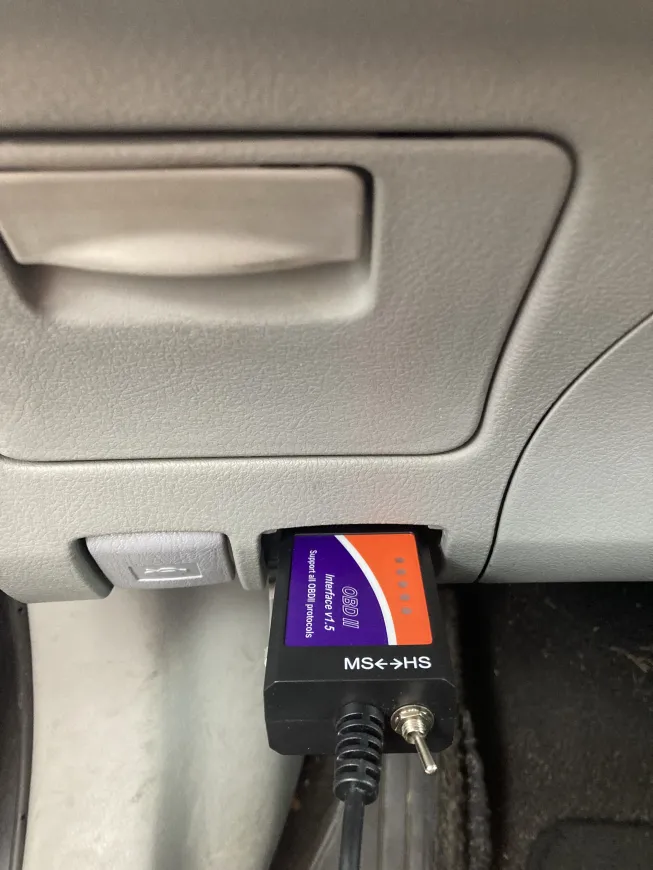 OBD II
Interface v1.5
Support all OBDII protocols
MS<->HS